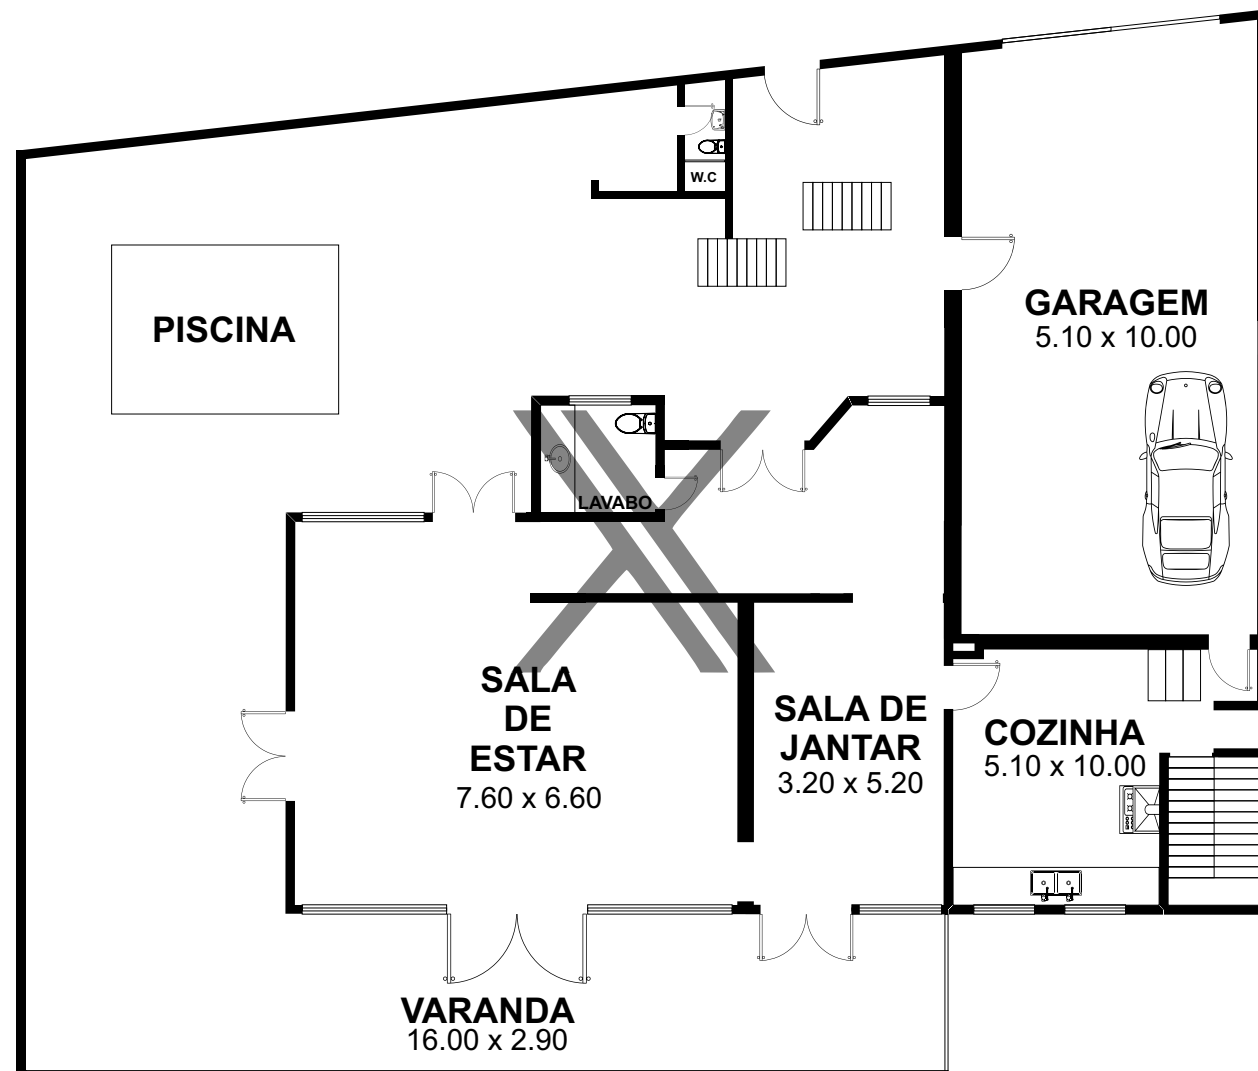 W.C
GARAGEM
5.10 x 10.00
PISCINA
LAVABO
SALA
DE
ESTAR
7.60 x 6.60
SALA DE
JANTAR
3.20 x 5.20
COZINHA
5.10 x 10.00
VARANDA
16.00 x 2.90